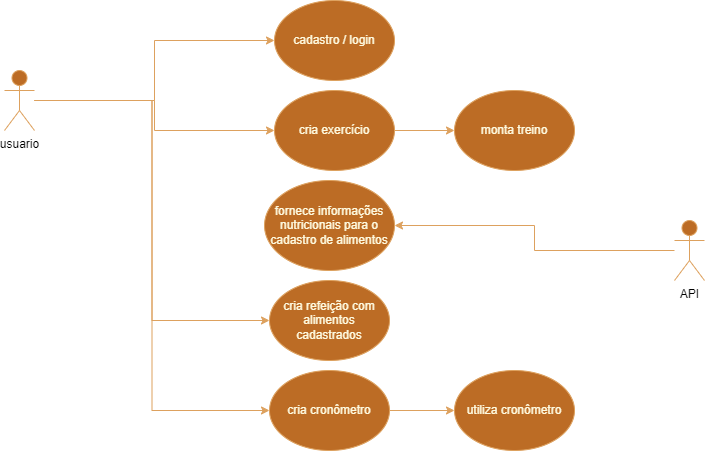 cadastro / login
usuario
cria exercício
monta treino
fornece informações
nutricionais para o
cadastro de alimentos
API
cria refeição com
alimentos
cadastrados
cria cronômetro
utiliza cronômetro